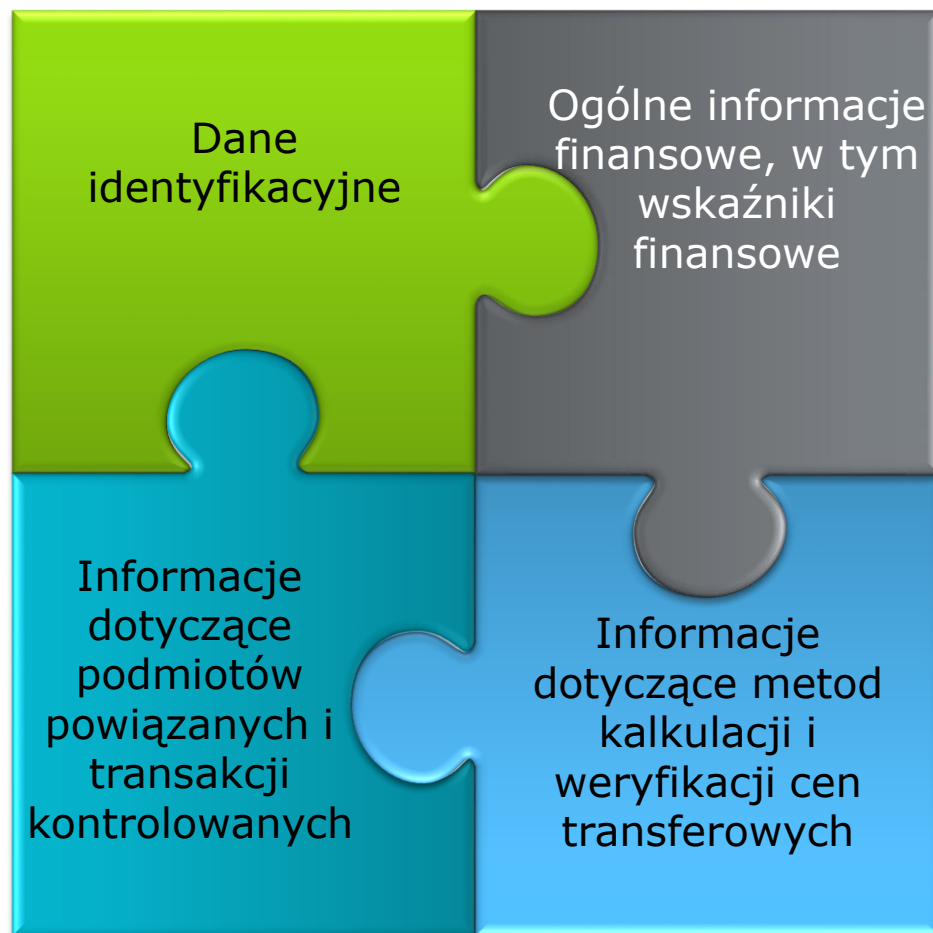 Dane
identyfikacyjne
Ogólne informacje
finansowe, w tym
wskaźniki
finansowe
Informacje
dotyczące
podmiotów
powiązanych i
transakcji
kontrolowanych
Informacje
dotyczące metod
kalkulacji i
weryfikacji cen
transferowych